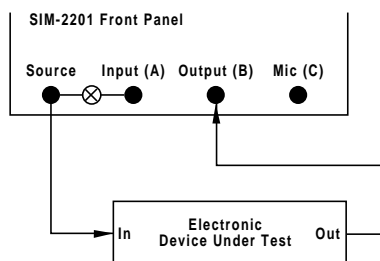 SIM-2201 Front Panel
Source Input (A) Output (B) Mic (C)
In Electronic Out
Device Under Test